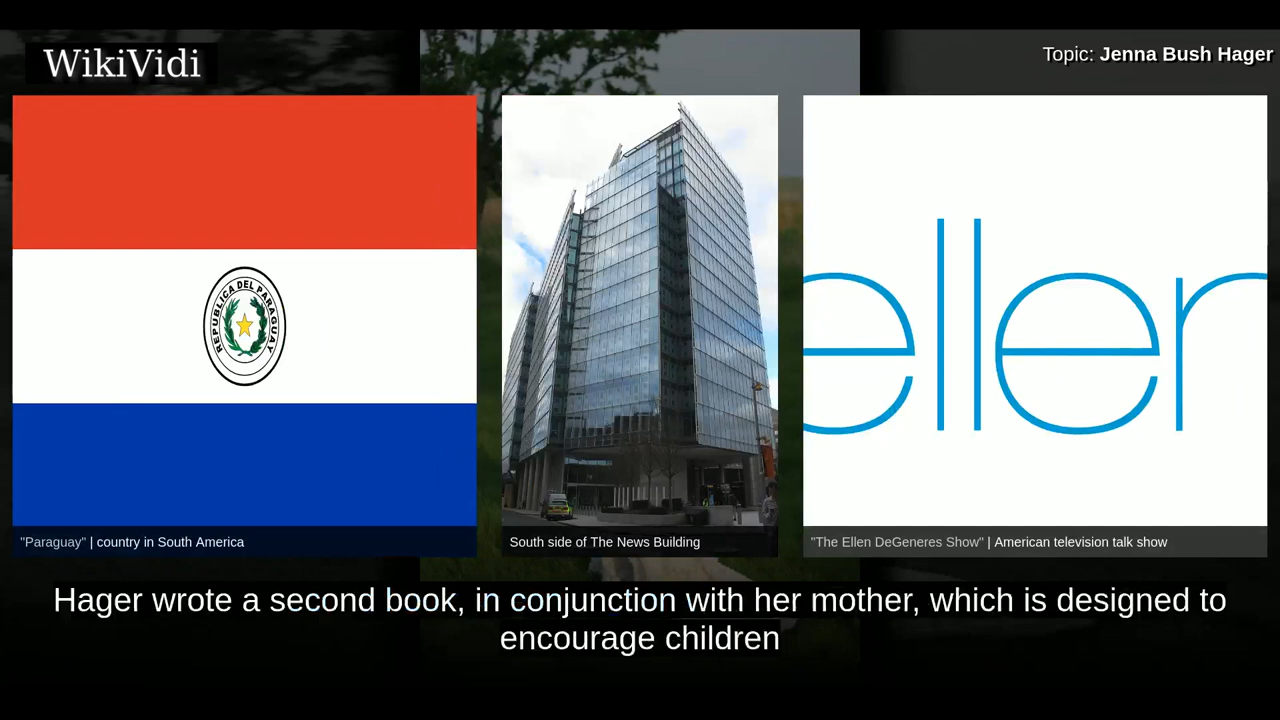 WikiVidi
Topic: Jenna Bush Hager
REPUBLICA DEL PARAGUAY
ellen
"Paraguay" | country in South America
South side of The News Building
"The Ellen DeGeneres Show" | American television talk show
Hager wrote a second book, in conjunction with her mother, which is designed to
encourage children